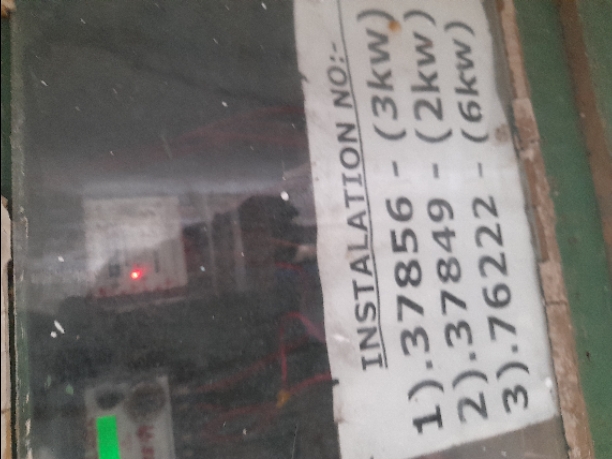 INSTALATION NO:-
1).37856 - (3kw)
2).37849 - (2kw)
3).76222 - (6kw)